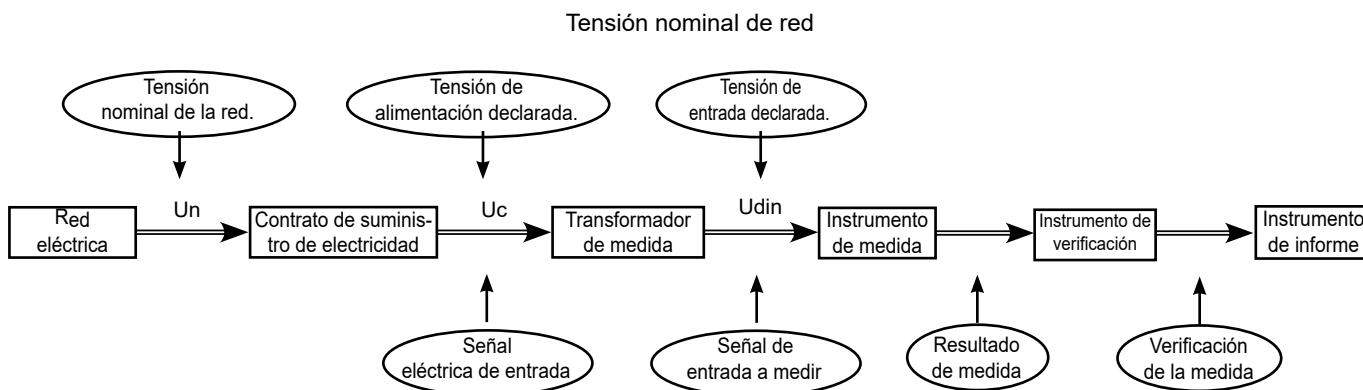 Tensión nominal de red
Tensión
nominal de la red.
Tensión de
alimentación declarada.
Tensión de
entrada declarada.
Red
eléctrica
Un
Contrato de suminis-
tro de electricidad
Uc
Transformador
de medida
Udin
Instrumento
de medida
Instrumento de
verificación
Instrumento
de informe
Señal
eléctrica de entrada
Señal de
entrada a medir
Resultado
de medida
Verificación
de la medida